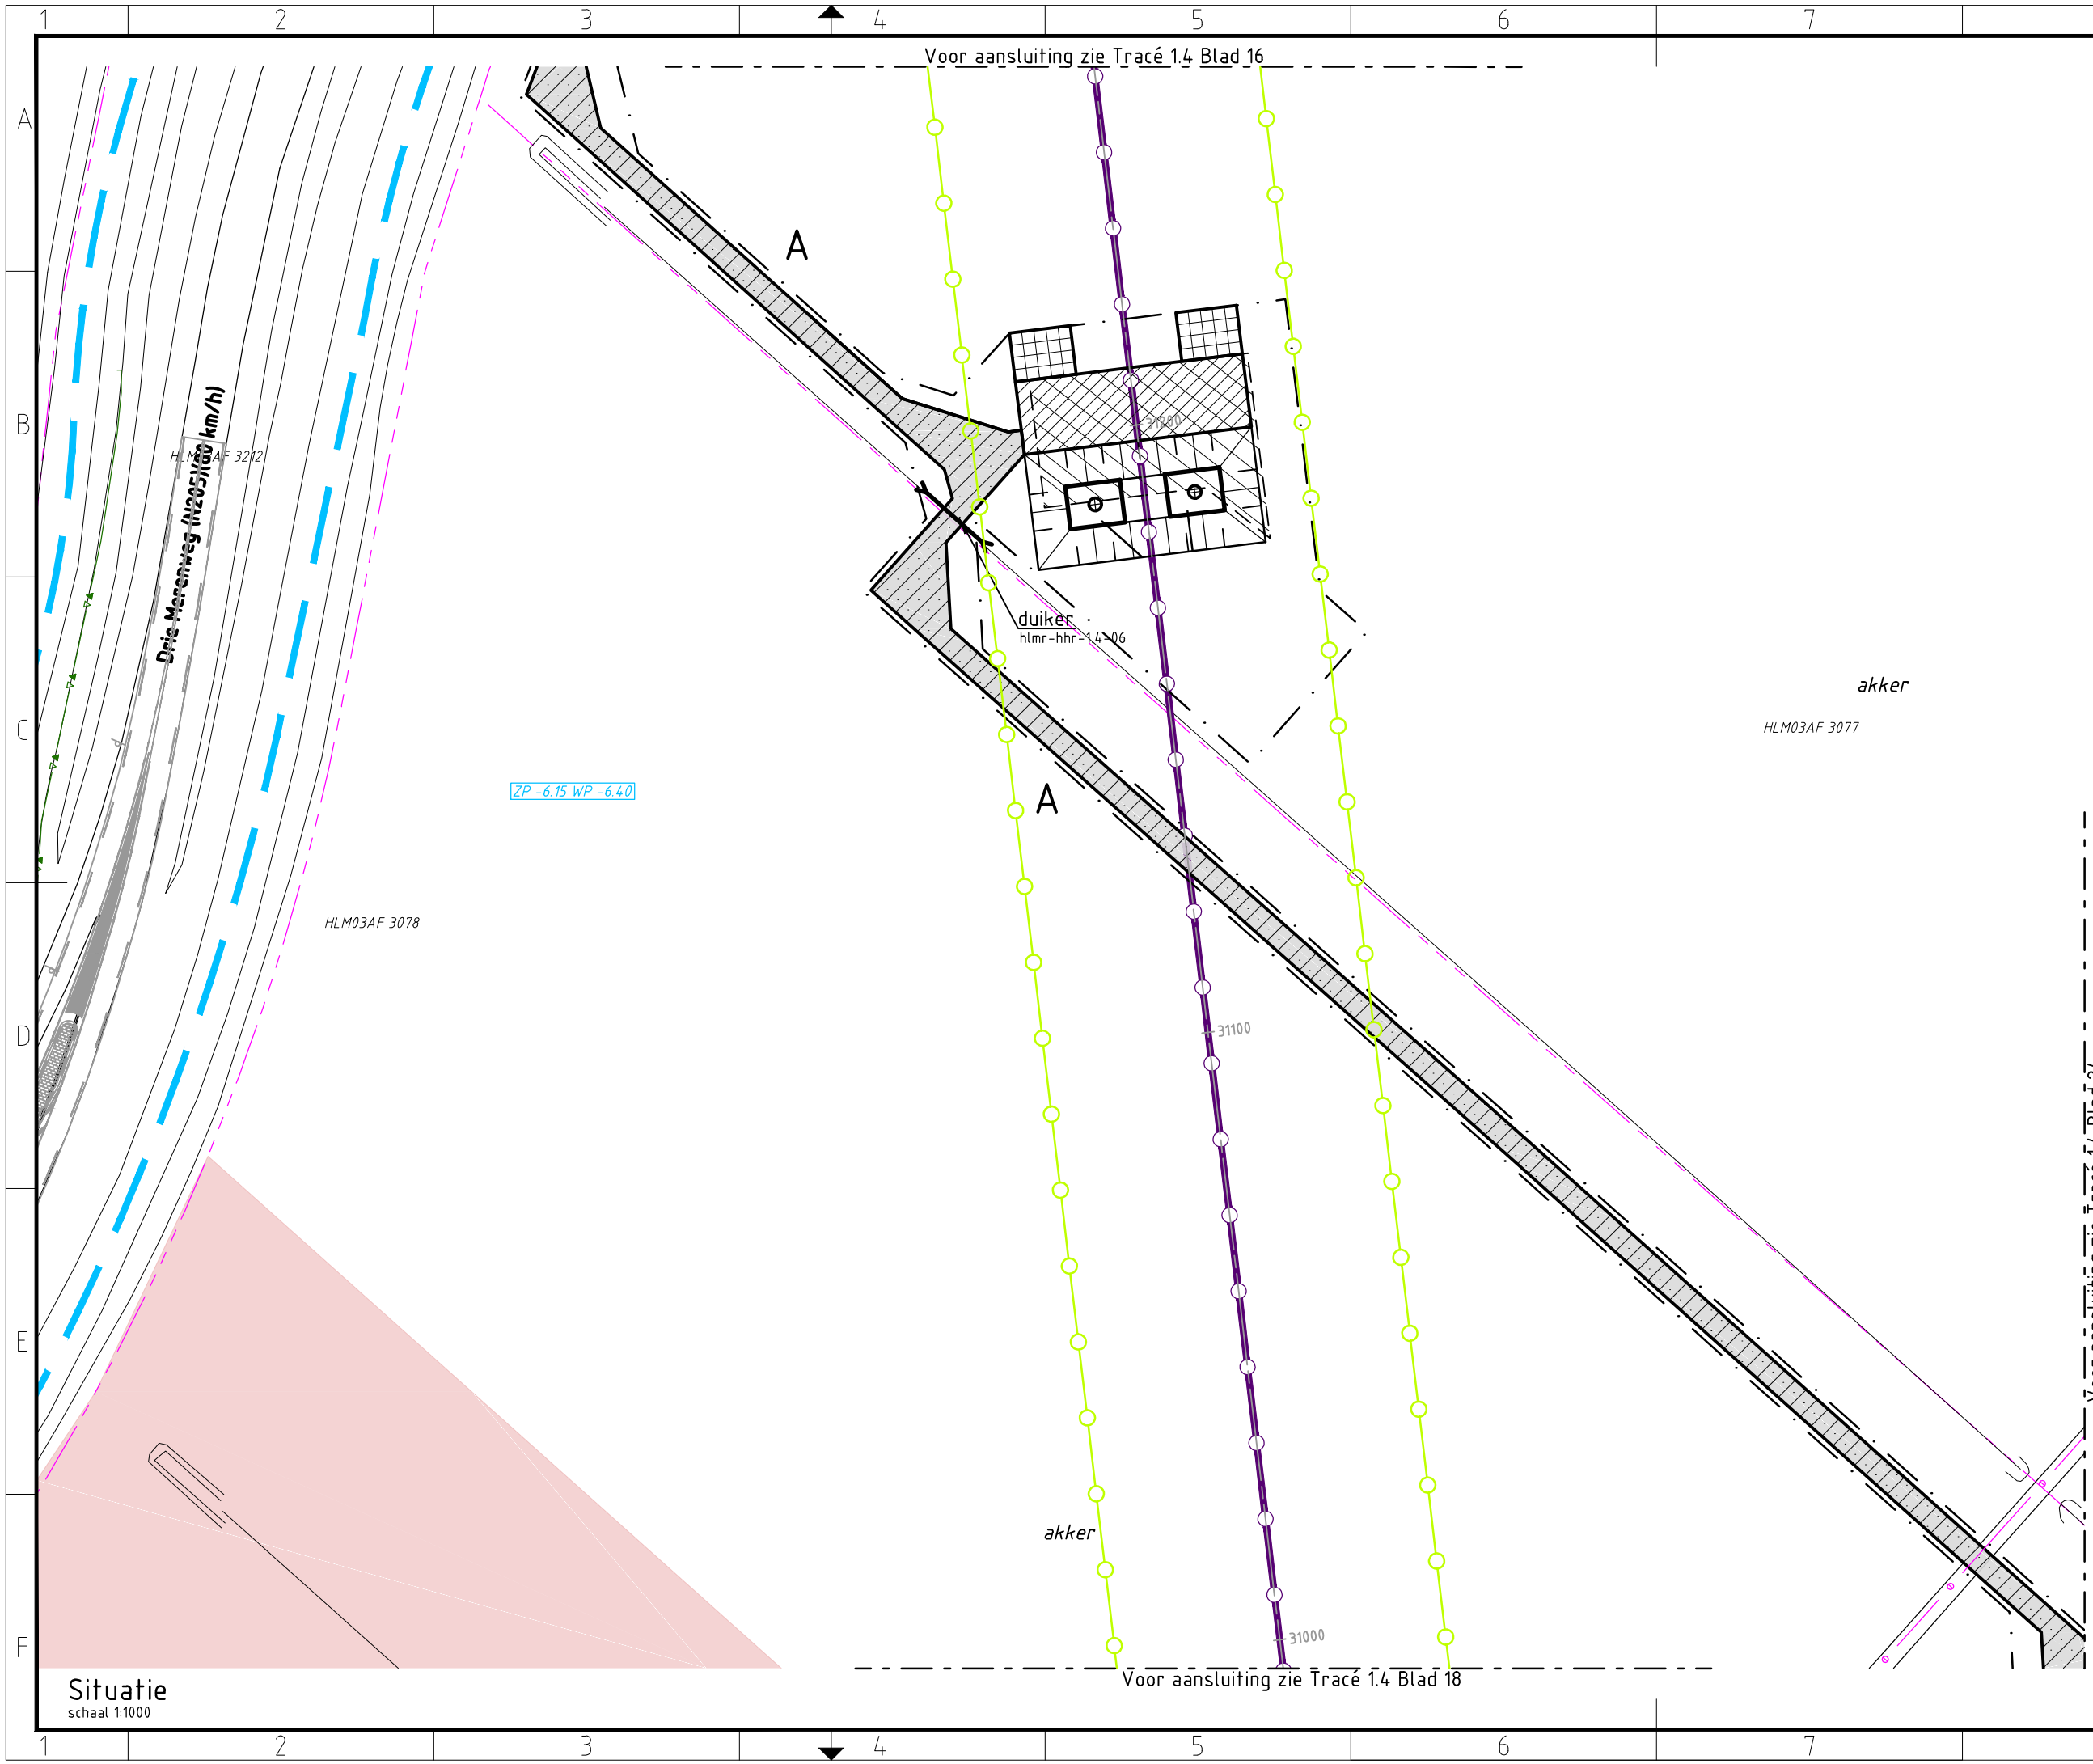 1 2 3 4 5 6 7
Voor aansluiting zie Tracé 1.4 Blad 16
A
A
B
31200
HLM03AF 3212
Drie Merenweg (N205)(80 km/h)
duiker
hlmr-hhr-1.4-06
akker
HLM03AF 3077
C
ZP -6.15 WP -6.40
A
HLM03AF 3078
D
31100
E
akker
F
31000
Voor aansluiting zie Tracé 1.4 Blad 18
Situatie
schaal 1:1000
1 2 3 4 5 6 7